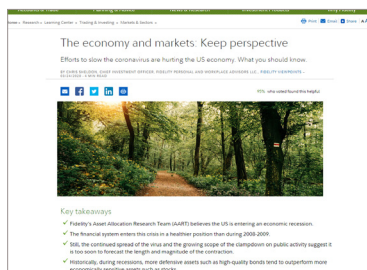 Home > Research > Learning Center > Trading & Investing > Markets & Sectors >
Print Email Share
The economy and markets: Keep perspective
Efforts to slow the coronavirus are hurting the US economy. What you should know.
CHIEF INVESTMENT OFFICER, FIDELITY PERSONAL AND WORKPLACE ADVISORS LLC, FIDELITY VIEWPOINTS –
who voted found this helpful
Key takeaways
✓ Fidelity's Asset Allocation Research Team (AART) believes the US is entering an economic recession.
✓ The financial system enters this crisis in a healthier position than during 2008-2009.
✓ Still, the continued spread of the virus and the growing scope of the clampdown on public activity suggest it
is too soon to forecast the length and magnitude of the contraction.
✓ Historically, during recessions, more defensive assets such as high-quality bonds tend to outperform more
economically sensitive assets such as stocks.